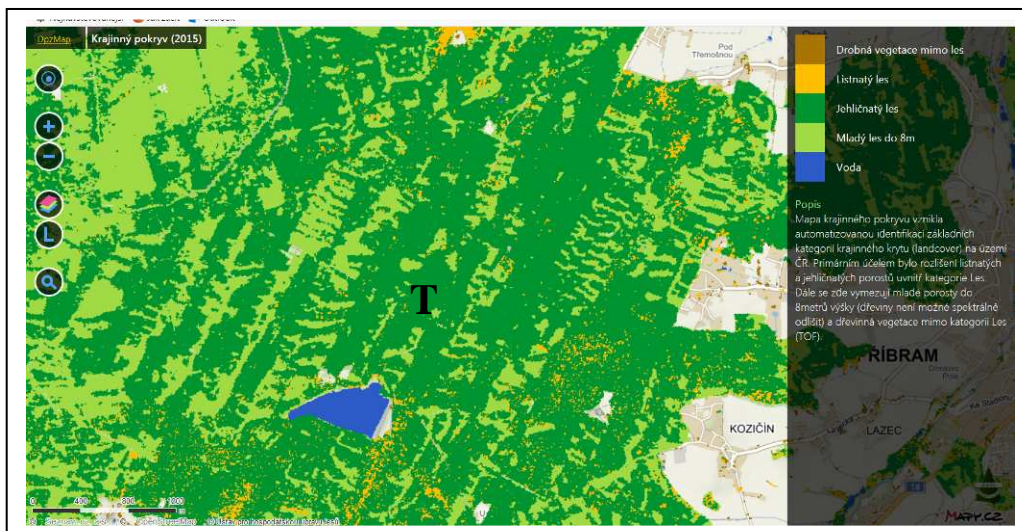 DpzMap
Krajinný pokryv (2015)
Pod
Třemošnou
Drobná vegetace mimo les
Listnatý les
Jehličnatý les
Mladý les do 8m
Voda
Popis
Mapa krajinného pokryvu vznikla
automatizovanou identifikací základních
kategorií krajinného krytu (landcover) na území
ČR. Primárním účelem bylo rozlišení listnatých
a jehličnatých porostů uvnitř kategorie Les.
Dále se zde vymezují mladé porosty do
8metrů výšky (dřeviny není možné spektrálně
odlišit) a dřevinná vegetace mimo kategorii Les
(TOF).
T
ŘÍBRAM
LAZEC
KOZIČÍN
0 400 800 1200
U
18
MAPY.CZ